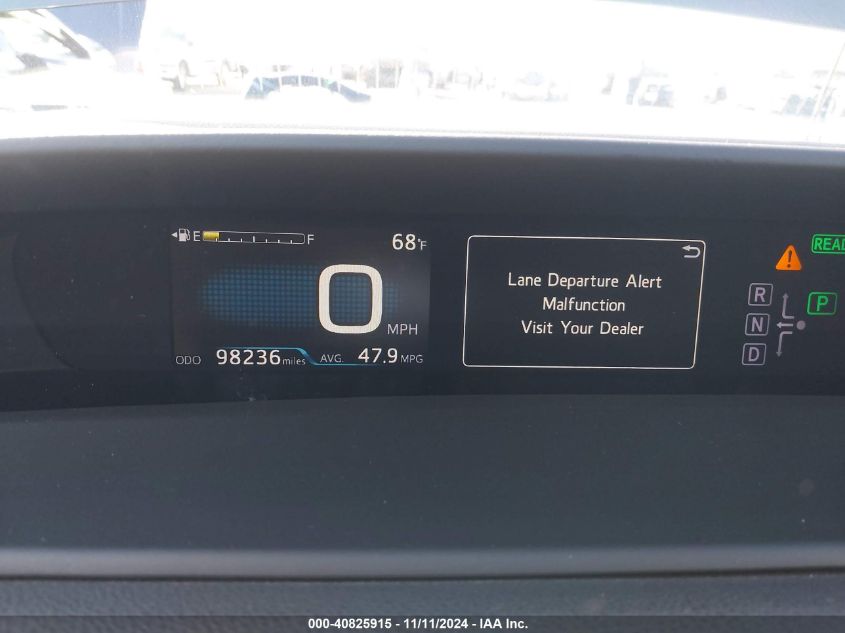 E F 68°F
0 MPH
ODO 98236 miles AVG. 47.9 MPG
Lane Departure Alert
Malfunction
Visit Your Dealer
!
R
N
D
P
000-40825915 - 11/11/2024 - IAA Inc.